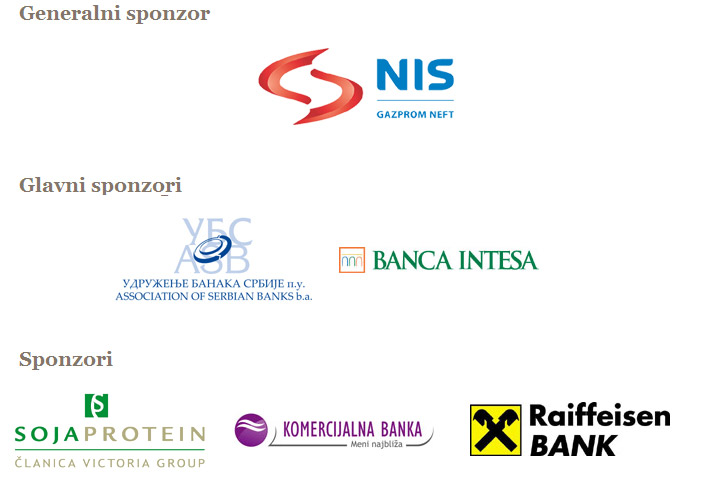 Generalni sponzor
NIS
GAZPROM NEFT
Glavni sponzori
УБС
ASB
УДРУЖЕЊЕ БАНАКА СРБИЈЕ п.у.
ASSOCIATION OF SERBIAN BANKS b.a.
BANCA INTESA
Sponzori
S
SOJAPROTEIN
ČLANICA VICTORIA GROUP
KOMERCIJALNA BANKA
Meni najbliža
Raiffeisen
BANK